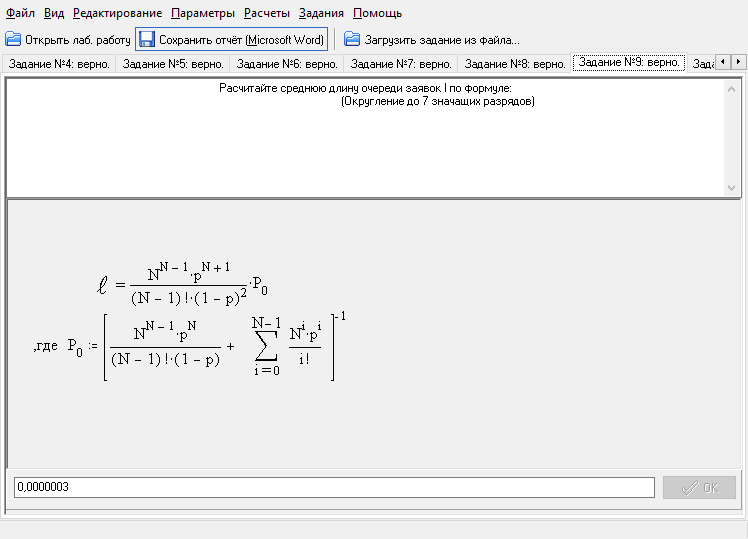 Файл Вид Редактирование Параметры Расчеты Задания Помощь
Открыть лаб. работу Сохранить отчёт (Microsoft Word) Загрузить задание из файла...
Задание №4: верно. Задание №5: верно. Задание №6: верно. Задание №7: верно. Задание №8: верно. Задание №9: верно. Зада
Расчитайте среднюю длину очереди заявок l по формуле:
(Округление до 7 значащих разрядов)
ℓ = N^(N − 1)·p^(N + 1) / ((N − 1)!·(1 − p)^2) ·P_0
,где P_0 := [ N^(N − 1)·p^N / ((N − 1)!·(1 − p)) + ∑_(i = 0)^(N − 1) N^i·p^i / i! ]^-1
0,0000003
OK